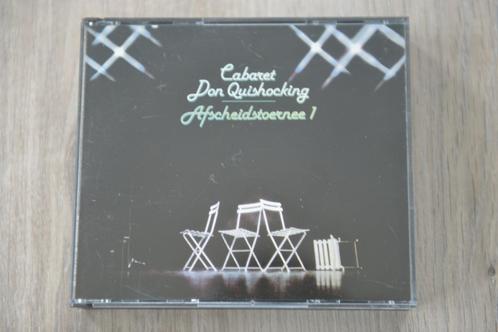 Cabaret
Don Quishocking
Afscheidstoernee 1